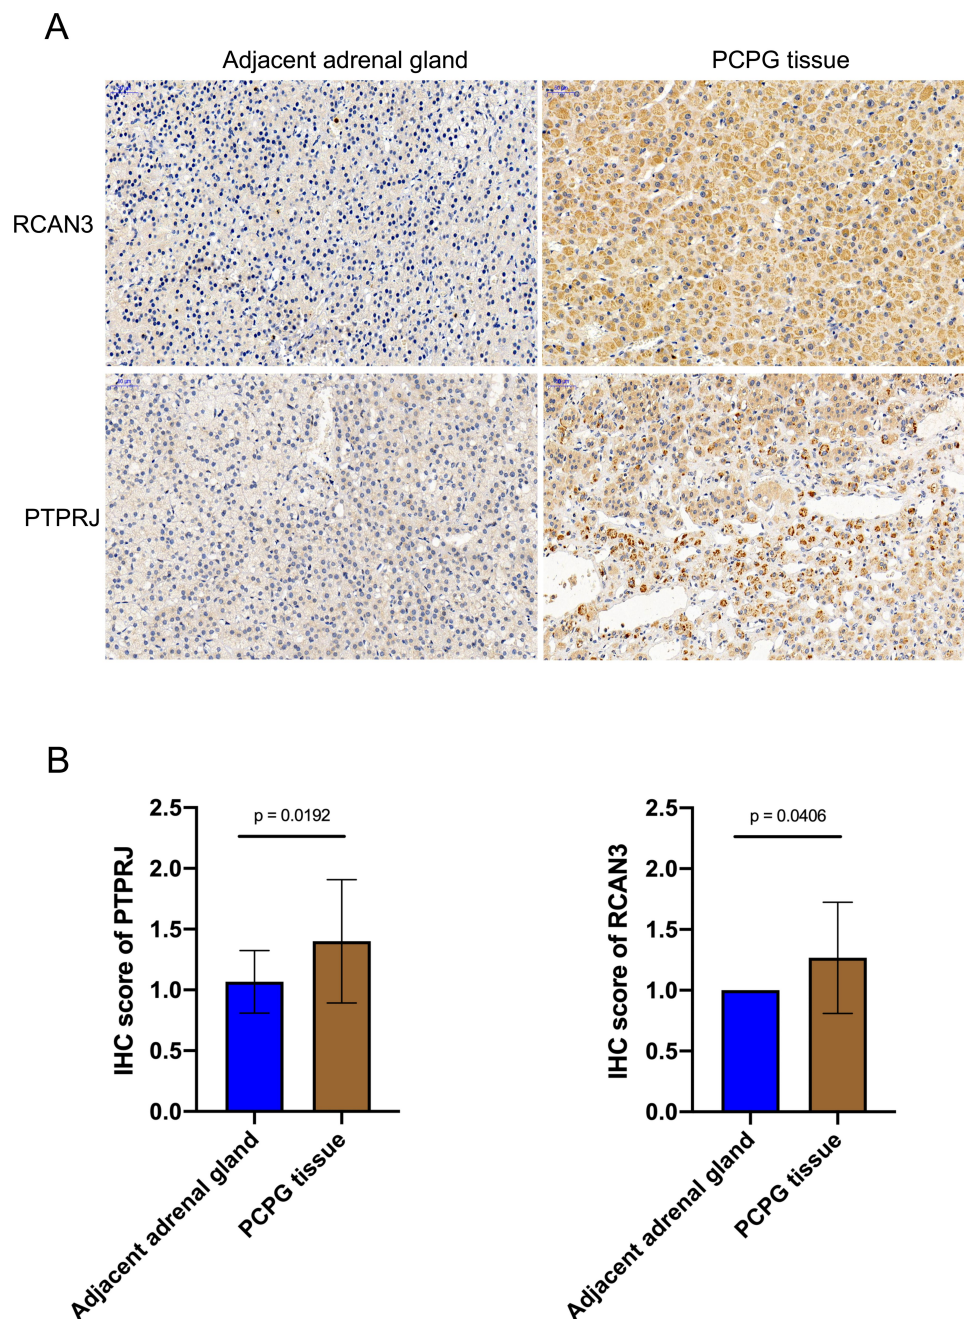 A
Adjacent adrenal gland
PCPG tissue
RCAN3
PTPRJ
B
2.5
2.0
1.5
1.0
0.5
0.0
IHC score of PTPRJ
p = 0.0192
Adjacent adrenal gland
PCPG tissue
2.5
2.0
1.5
1.0
0.5
0.0
IHC score of RCAN3
p = 0.0406
Adjacent adrenal gland
PCPG tissue